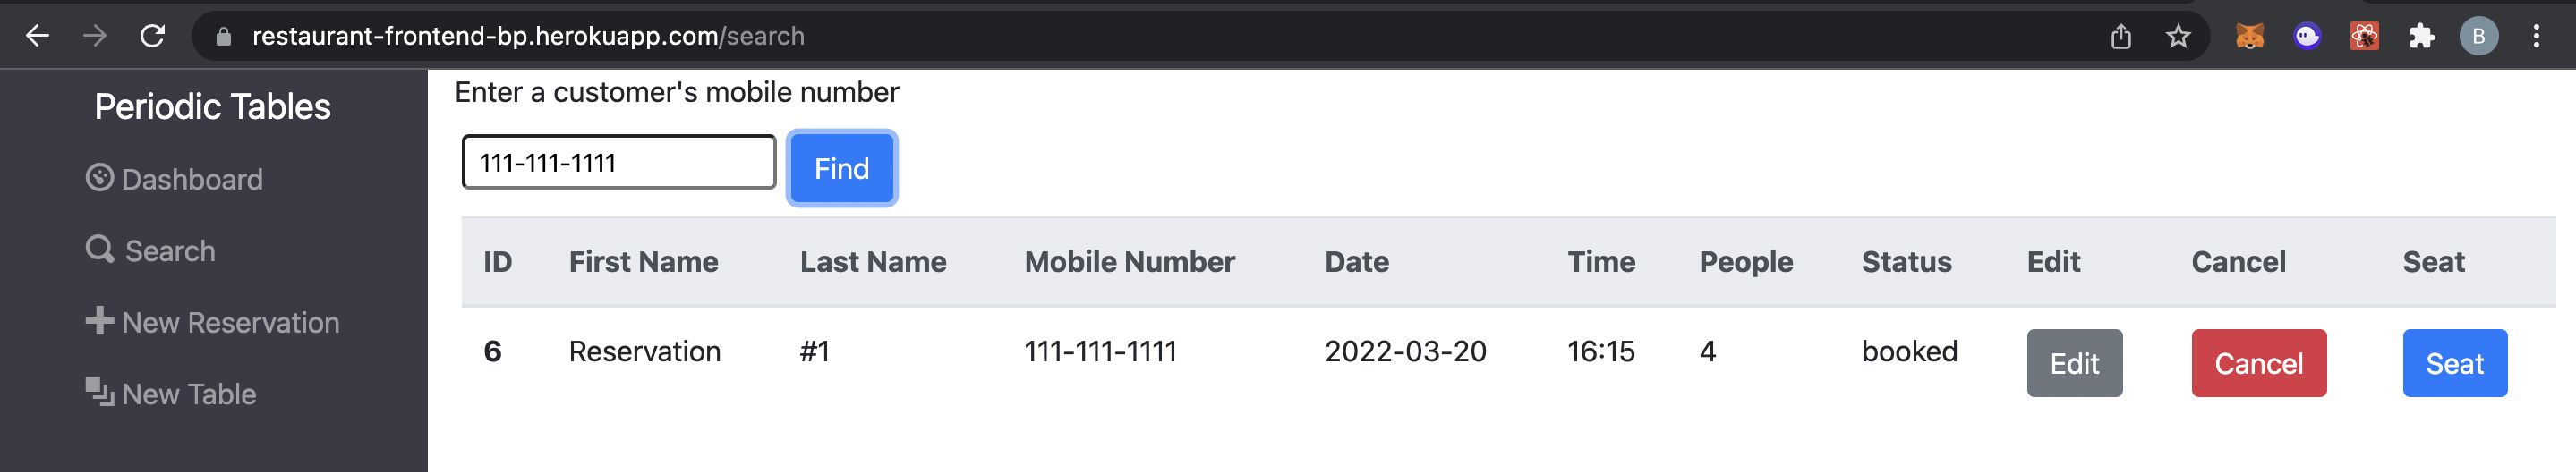 restaurant-frontend-bp.herokuapp.com/search
B
Periodic Tables
Dashboard
Search
New Reservation
New Table
Enter a customer's mobile number
111-111-1111
Find
ID First Name Last Name Mobile Number Date Time People Status Edit Cancel Seat
6 Reservation #1 111-111-1111 2022-03-20 16:15 4 booked Edit Cancel Seat